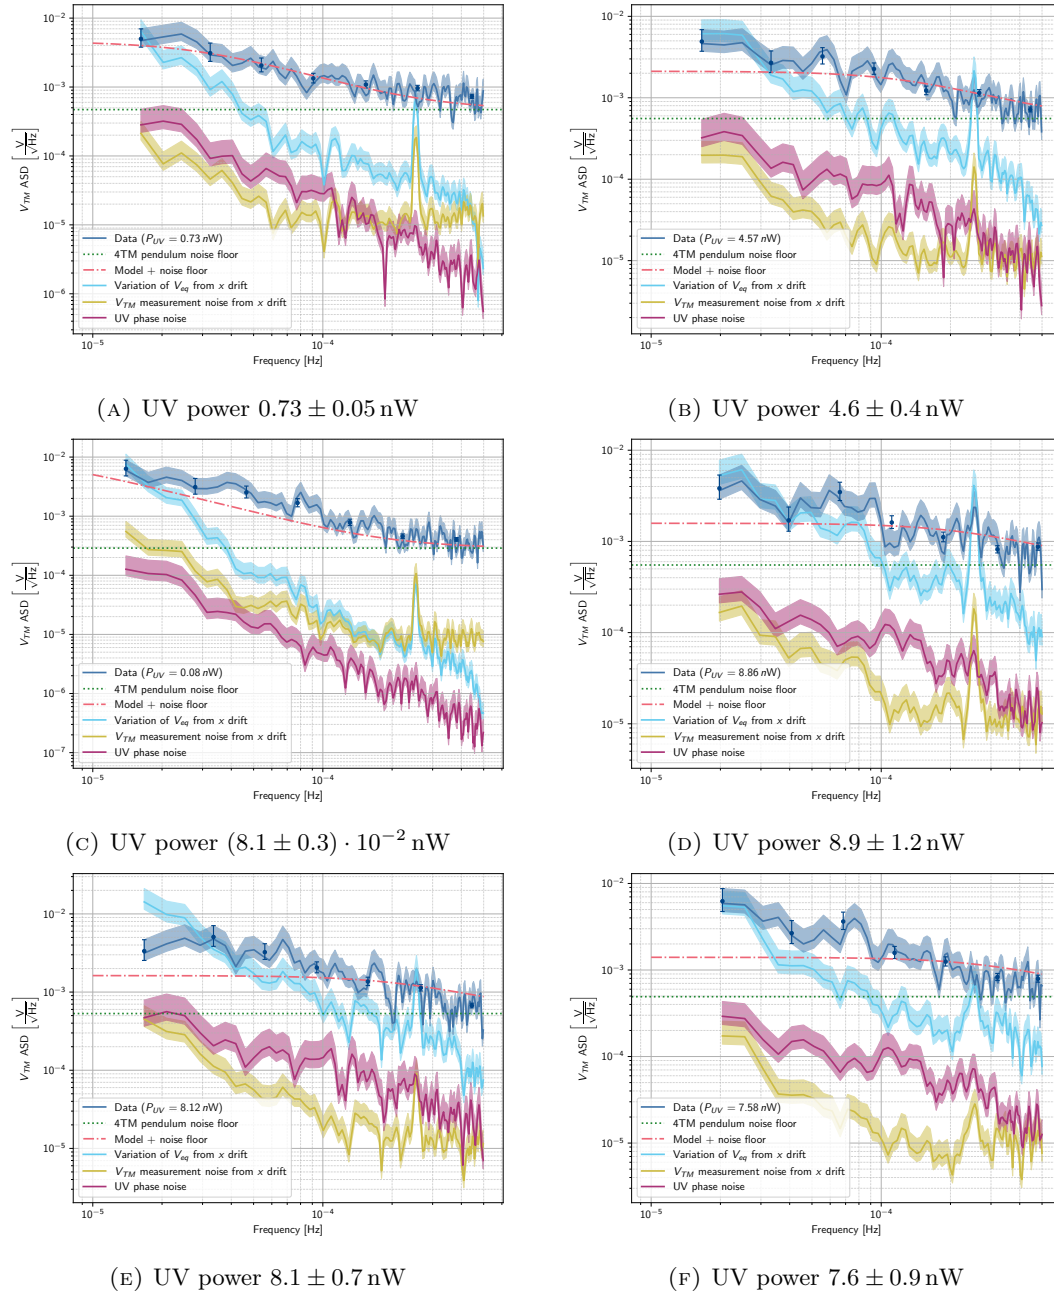 10⁻²
10⁻³
10⁻⁴
10⁻⁵
10⁻⁶
V_TM ASD [V/√Hz]
Data (P_UV = 0.73 nW)
4TM pendulum noise floor
Model + noise floor
Variation of V_eq from x drift
V_TM measurement noise from x drift
UV phase noise
10⁻⁵ 10⁻⁴
Frequency [Hz]
(A) UV power 0.73 ± 0.05 nW
10⁻²
10⁻³
10⁻⁴
10⁻⁵
V_TM ASD [V/√Hz]
Data (P_UV = 4.57 nW)
4TM pendulum noise floor
Model + noise floor
Variation of V_eq from x drift
V_TM measurement noise from x drift
UV phase noise
10⁻⁵ 10⁻⁴
Frequency [Hz]
(B) UV power 4.6 ± 0.4 nW
10⁻²
10⁻³
10⁻⁴
10⁻⁵
10⁻⁶
10⁻⁷
V_TM ASD [V/√Hz]
Data (P_UV = 0.08 nW)
4TM pendulum noise floor
Model + noise floor
Variation of V_eq from x drift
V_TM measurement noise from x drift
UV phase noise
10⁻⁵ 10⁻⁴
Frequency [Hz]
(C) UV power (8.1 ± 0.3) · 10⁻² nW
10⁻²
10⁻³
10⁻⁴
10⁻⁵
V_TM ASD [V/√Hz]
Data (P_UV = 8.86 nW)
4TM pendulum noise floor
Model + noise floor
Variation of V_eq from x drift
V_TM measurement noise from x drift
UV phase noise
10⁻⁵ 10⁻⁴
Frequency [Hz]
(D) UV power 8.9 ± 1.2 nW
10⁻²
10⁻³
10⁻⁴
10⁻⁵
V_TM ASD [V/√Hz]
Data (P_UV = 8.12 nW)
4TM pendulum noise floor
Model + noise floor
Variation of V_eq from x drift
V_TM measurement noise from x drift
UV phase noise
10⁻⁵ 10⁻⁴
Frequency [Hz]
(E) UV power 8.1 ± 0.7 nW
10⁻²
10⁻³
10⁻⁴
10⁻⁵
V_TM ASD [V/√Hz]
Data (P_UV = 7.58 nW)
4TM pendulum noise floor
Model + noise floor
Variation of V_eq from x drift
V_TM measurement noise from x drift
UV phase noise
10⁻⁵ 10⁻⁴
Frequency [Hz]
(F) UV power 7.6 ± 0.9 nW